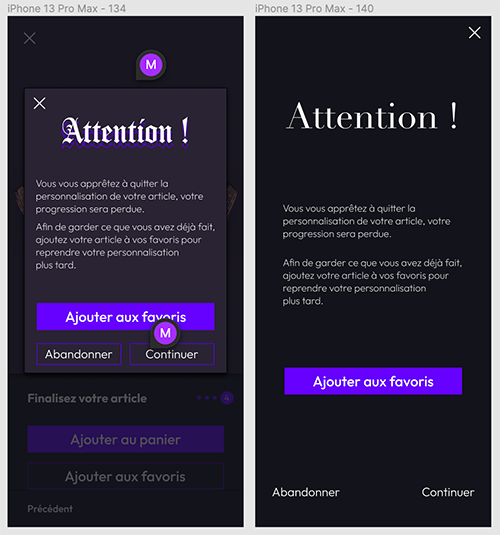 iPhone 13 Pro Max - 134
M
Attention !
Vous vous apprêtez à quitter la
personnalisation de votre article, votre
progression sera perdue.
Afin de garder ce que vous avez déjà fait,
ajoutez votre article à vos favoris pour
reprendre votre personnalisation
plus tard.
Ajouter aux favoris
M
Abandonner
Continuer
Finalisez votre article
4
Ajouter au panier
Ajouter aux favoris
Précédent
iPhone 13 Pro Max - 140
Attention !
Vous vous apprêtez à quitter la
personnalisation de votre article, votre
progression sera perdue.
Afin de garder ce que vous avez déjà fait,
ajoutez votre article à vos favoris pour
reprendre votre personnalisation
plus tard.
Ajouter aux favoris
Abandonner
Continuer